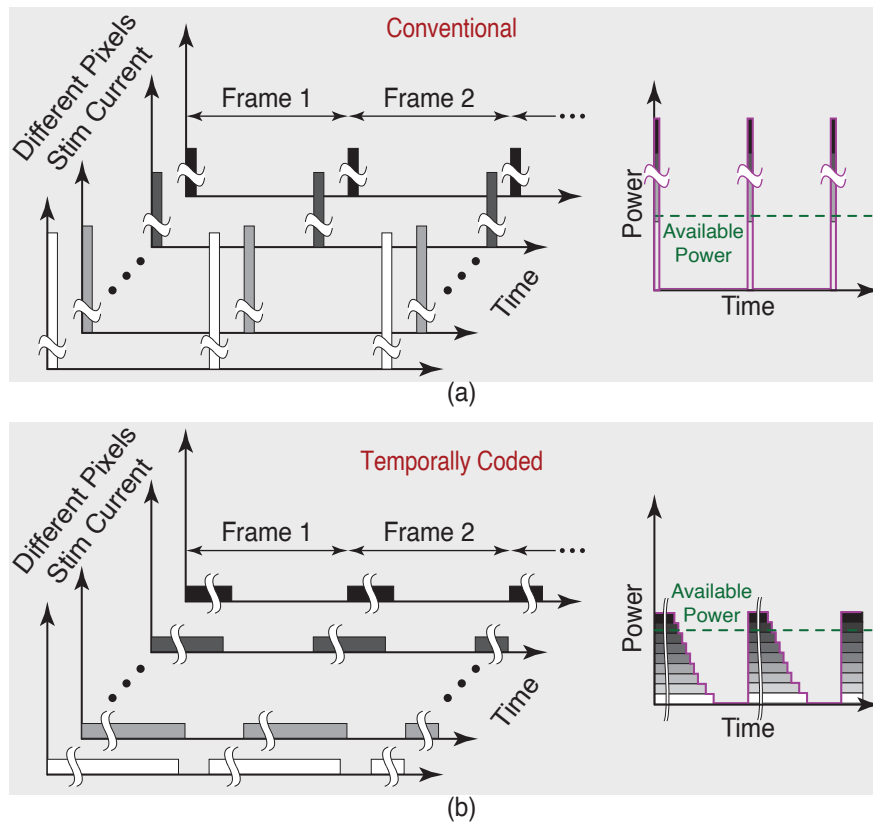 Conventional
Different Pixels
Stim Current
Frame 1
Frame 2
Time
Power
Available
Power
Time
(a)
Temporally Coded
Different Pixels
Stim Current
Frame 1
Frame 2
Time
Power
Available
Power
Time
(b)